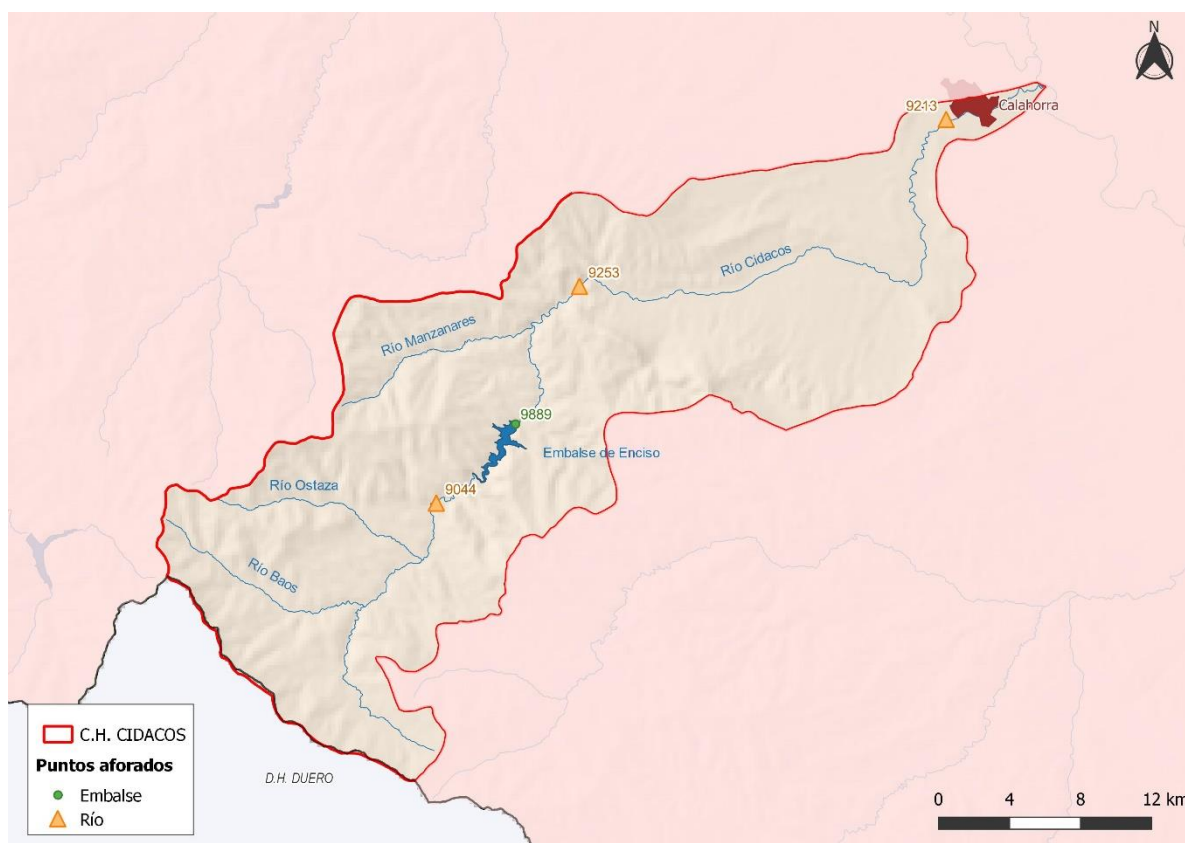 N
9213
Calahorra
9253
Río Cidacos
Río Manzanares
9889
Embalse de Enciso
Río Ostaza
9044
Río Baos
C.H. CIDACOS
Puntos aforados
Embalse
Río
D.H. DUERO
0 4 8 12 km